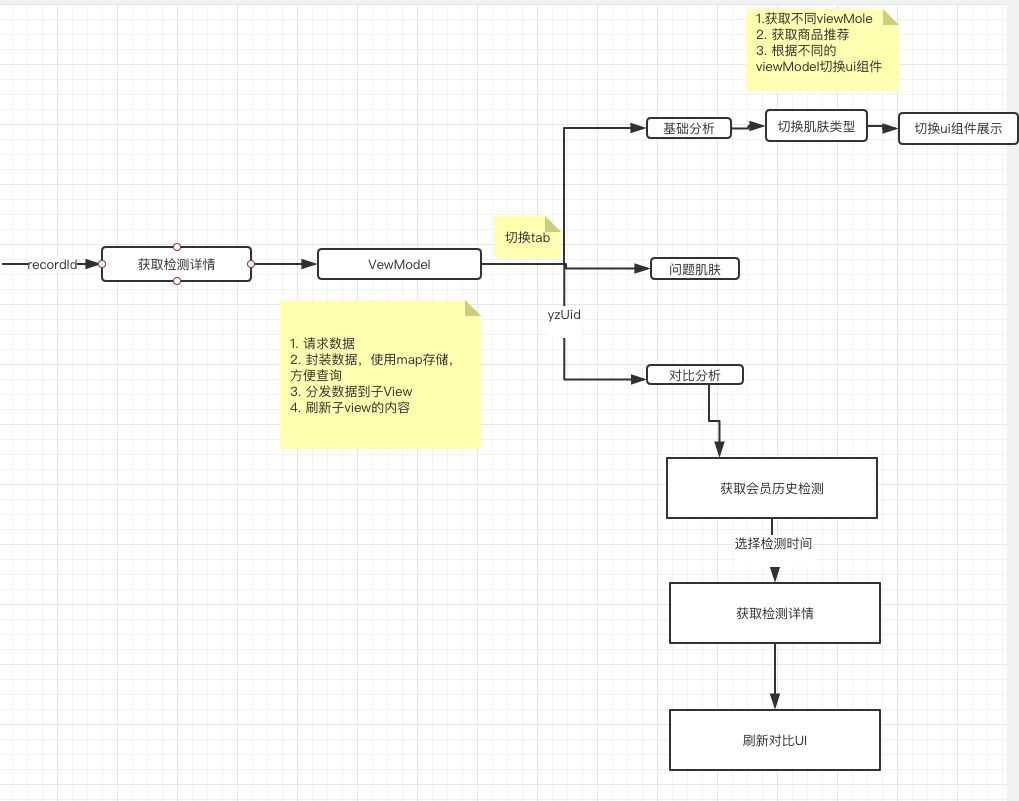 1.获取不同viewMole
2. 获取商品推荐
3. 根据不同的
viewModel切换ui组件
基础分析
切换肌肤类型
切换ui组件展示
切换tab
recordId
获取检测详情
VewModel
问题肌肤
yzUid
1. 请求数据
2. 封装数据，使用map存储，
方便查询
3. 分发数据到子View
4. 刷新子view的内容
对比分析
获取会员历史检测
选择检测时间
获取检测详情
刷新对比UI